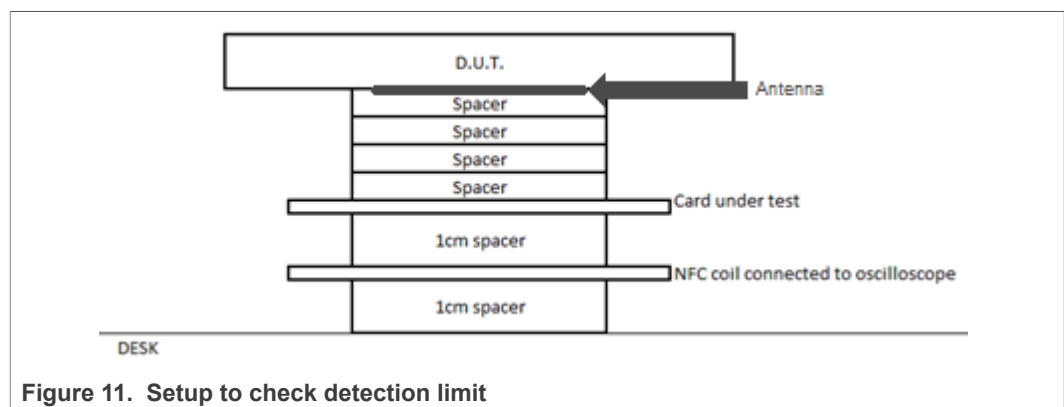 D.U.T.
Antenna
Spacer
Spacer
Spacer
Spacer
Card under test
1cm spacer
NFC coil connected to oscilloscope
1cm spacer
DESK
Figure 11. Setup to check detection limit